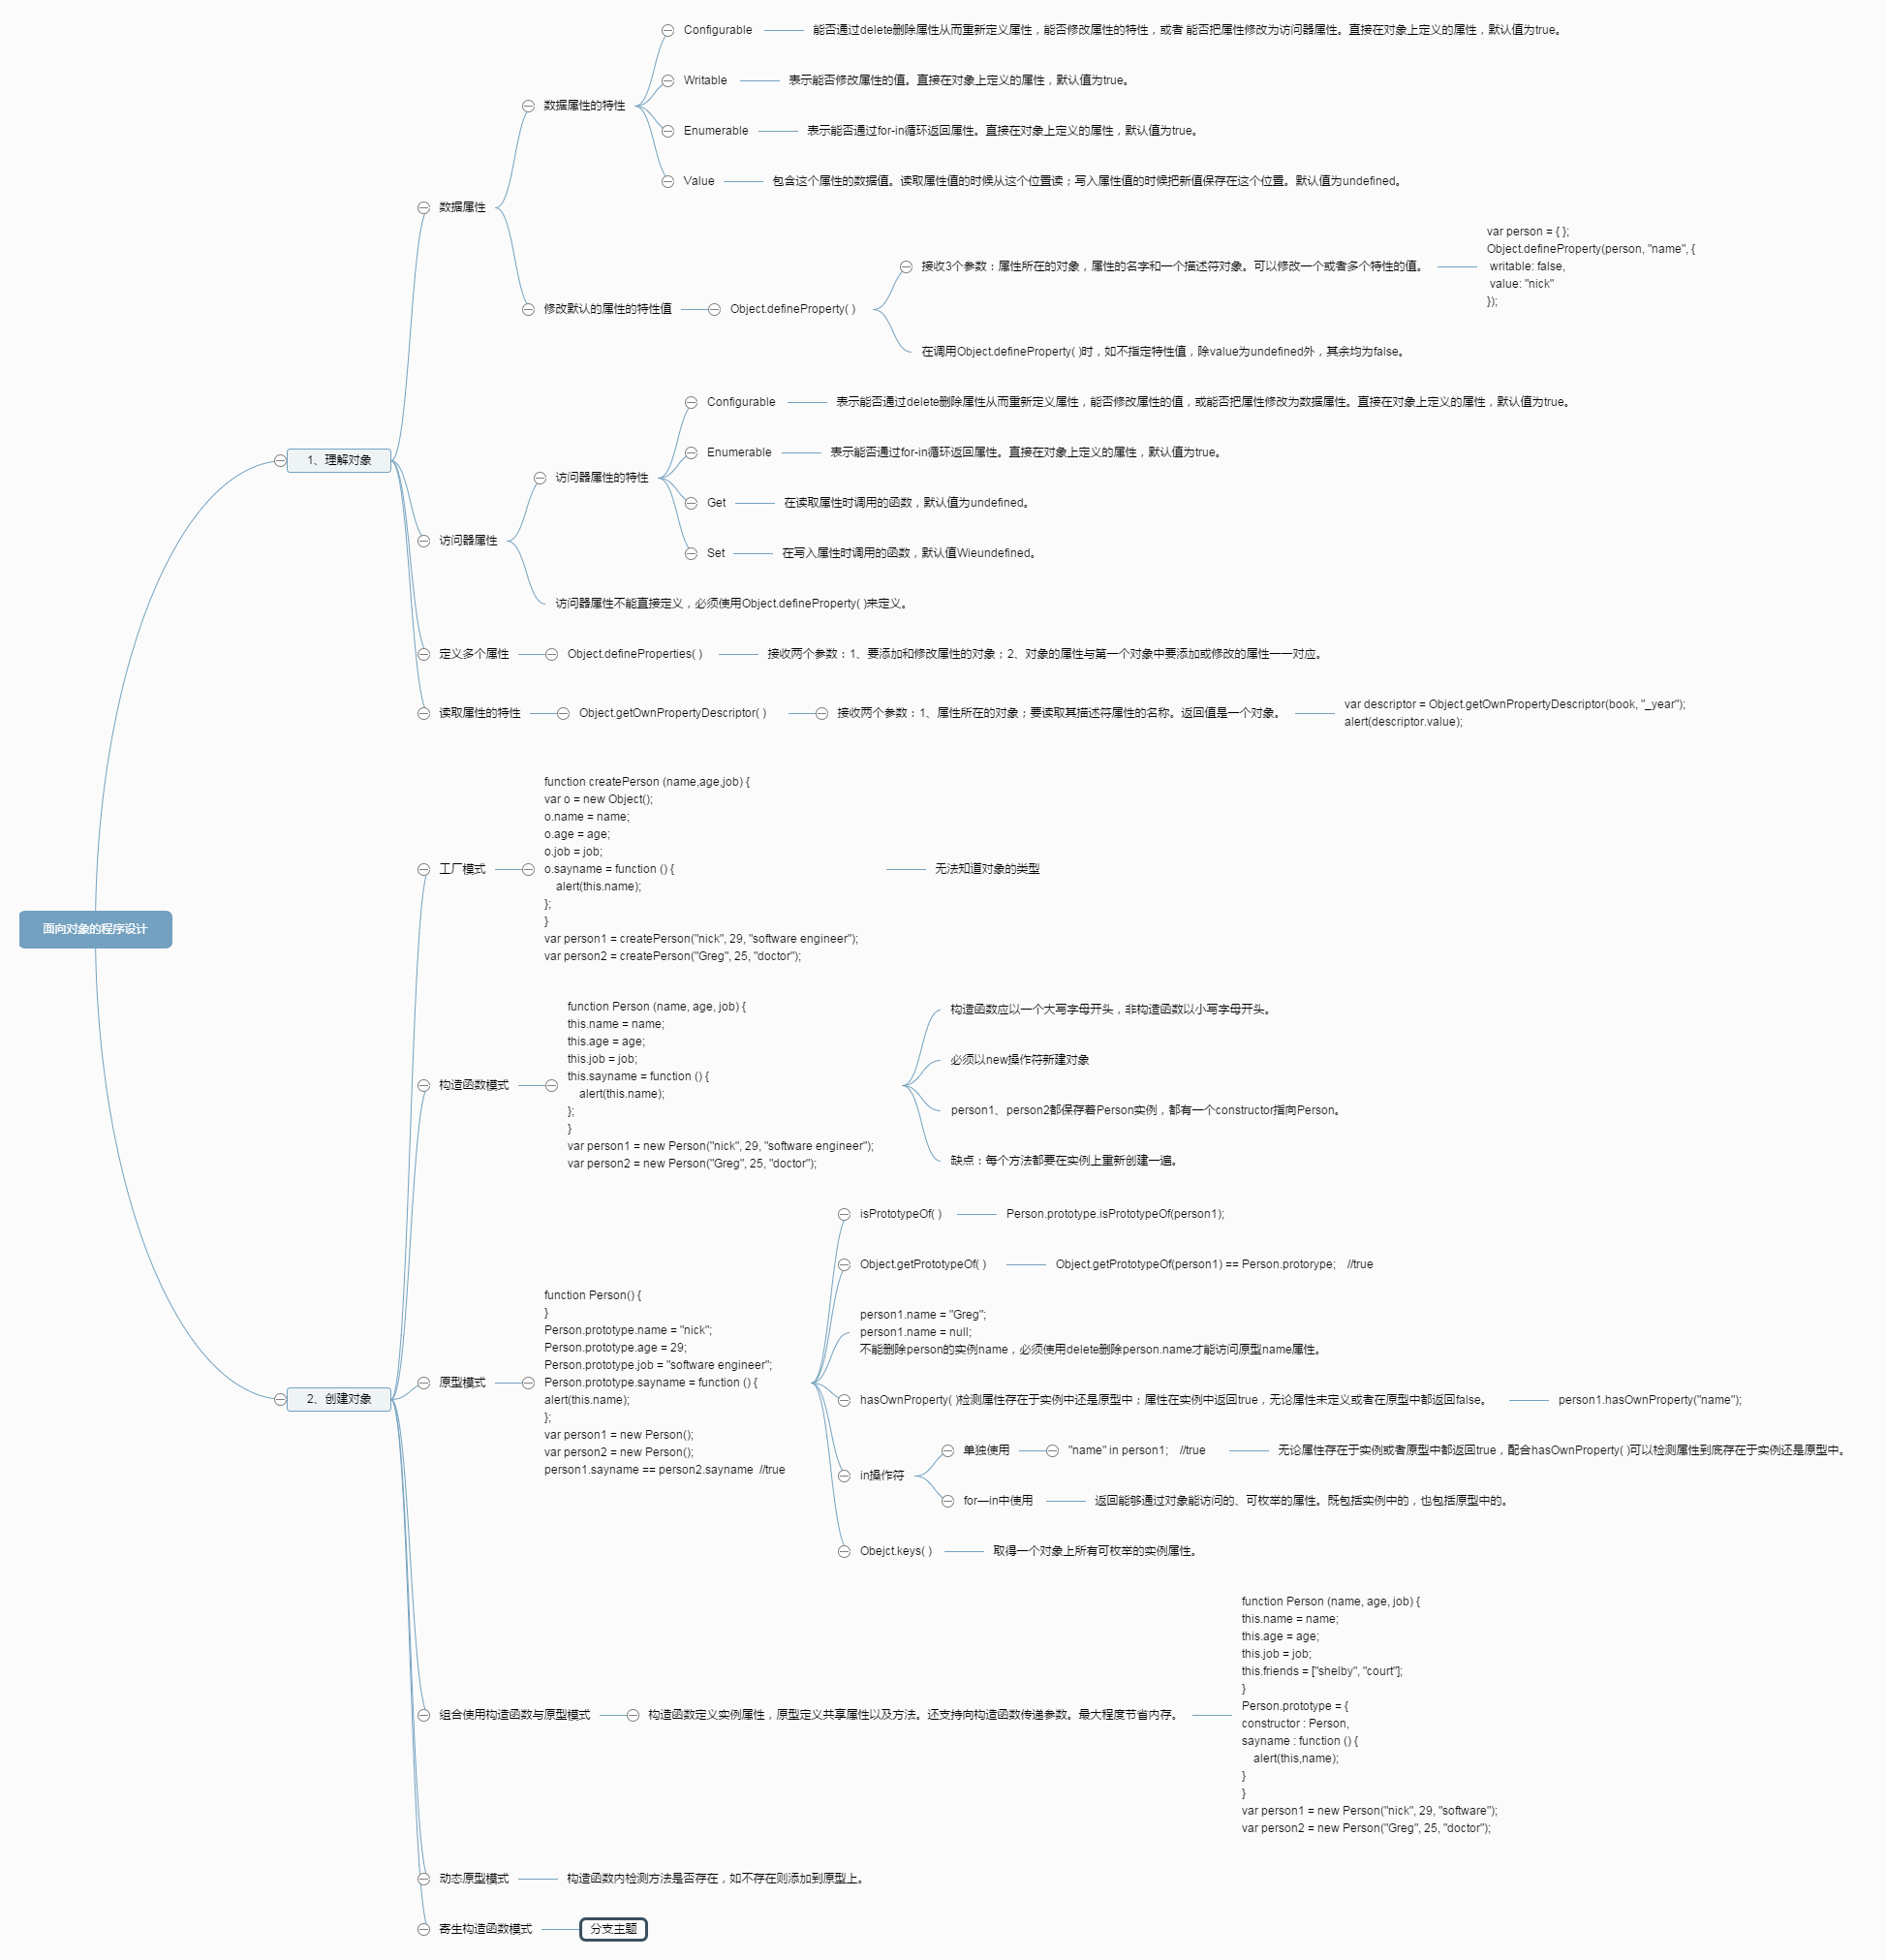 面向对象的程序设计
1、理解对象
数据属性
数据属性的特性
Configurable
能否通过delete删除属性从而重新定义属性，能否修改属性的特性，或者 能否把属性修改为访问器属性。直接在对象上定义的属性，默认值为true。
Writable
表示能否修改属性的值。直接在对象上定义的属性，默认值为true。
Enumerable
表示能否通过for-in循环返回属性。直接在对象上定义的属性，默认值为true。
Value
包含这个属性的数据值。读取属性值的时候从这个位置读；写入属性值的时候把新值保存在这个位置。默认值为undefined。
修改默认的属性的特性值
Object.defineProperty( )
接收3个参数：属性所在的对象，属性的名字和一个描述符对象。可以修改一个或者多个特性的值。
var person = { };
Object.defineProperty(person, "name", {
writable: false,
value: "nick"
});
在调用Object.defineProperty( )时，如不指定特性值，除value为undefined外，其余均为false。
访问器属性
访问器属性的特性
Configurable
表示能否通过delete删除属性从而重新定义属性，能否修改属性的值，或能否把属性修改为数据属性。直接在对象上定义的属性，默认值为true。
Enumerable
表示能否通过for-in循环返回属性。直接在对象上定义的属性，默认值为true。
Get
在读取属性时调用的函数，默认值为undefined。
Set
在写入属性时调用的函数，默认值Wieundefined。
访问器属性不能直接定义，必须使用Object.defineProperty( )来定义。
定义多个属性
Object.defineProperties( )
接收两个参数：1、要添加和修改属性的对象；2、对象的属性与第一个对象中要添加或修改的属性一一对应。
读取属性的特性
Object.getOwnPropertyDescriptor( )
接收两个参数：1、属性所在的对象；要读取其描述符属性的名称。返回值是一个对象。
var descriptor = Object.getOwnPropertyDescriptor(book, "_year");
alert(descriptor.value);
2、创建对象
工厂模式
function createPerson (name,age,job) {
var o = new Object();
o.name = name;
o.age = age;
o.job = job;
o.sayname = function () {
alert(this.name);
};
}
var person1 = createPerson("nick", 29, "software engineer");
var person2 = createPerson("Greg", 25, "doctor");
无法知道对象的类型
构造函数模式
function Person (name, age, job) {
this.name = name;
this.age = age;
this.job = job;
this.sayname = function () {
alert(this.name);
};
}
var person1 = new Person("nick", 29, "software engineer");
var person2 = new Person("Greg", 25, "doctor");
构造函数应以一个大写字母开头，非构造函数以小写字母开头。
必须以new操作符新建对象
person1、person2都保存着Person实例，都有一个constructor指向Person。
缺点：每个方法都要在实例上重新创建一遍。
原型模式
function Person() {
}
Person.prototype.name = "nick";
Person.prototype.age = 29;
Person.prototype.job = "software engineer";
Person.prototype.sayname = function () {
alert(this.name);
};
var person1 = new Person();
var person2 = new Person();
person1.sayname == person2.sayname  //true
isPrototypeOf( )
Person.prototype.isPrototypeOf(person1);
Object.getPrototypeOf( )
Object.getPrototypeOf(person1) == Person.protorype;    //true
person1.name = "Greg";
person1.name = null;
不能删除person的实例name，必须使用delete删除person.name才能访问原型name属性。
hasOwnProperty( )检测属性存在于实例中还是原型中；属性在实例中返回true，无论属性未定义或者在原型中都返回false。
person1.hasOwnProperty("name");
in操作符
单独使用
"name" in person1;    //true
无论属性存在于实例或者原型中都返回true，配合hasOwnProperty( )可以检测属性到底存在于实例还是原型中。
for—in中使用
返回能够通过对象能访问的、可枚举的属性。既包括实例中的，也包括原型中的。
Obejct.keys( )
取得一个对象上所有可枚举的实例属性。
组合使用构造函数与原型模式
构造函数定义实例属性，原型定义共享属性以及方法。还支持向构造函数传递参数。最大程度节省内存。
function Person (name, age, job) {
this.name = name;
this.age = age;
this.job = job;
this.friends = ["shelby", "court"];
}
Person.prototype = {
constructor : Person,
sayname : function () {
alert(this,name);
}
}
var person1 = new Person("nick", 29, "software");
var person2 = new Person("Greg", 25, "doctor");
动态原型模式
构造函数内检测方法是否存在，如不存在则添加到原型上。
寄生构造函数模式
分支主题